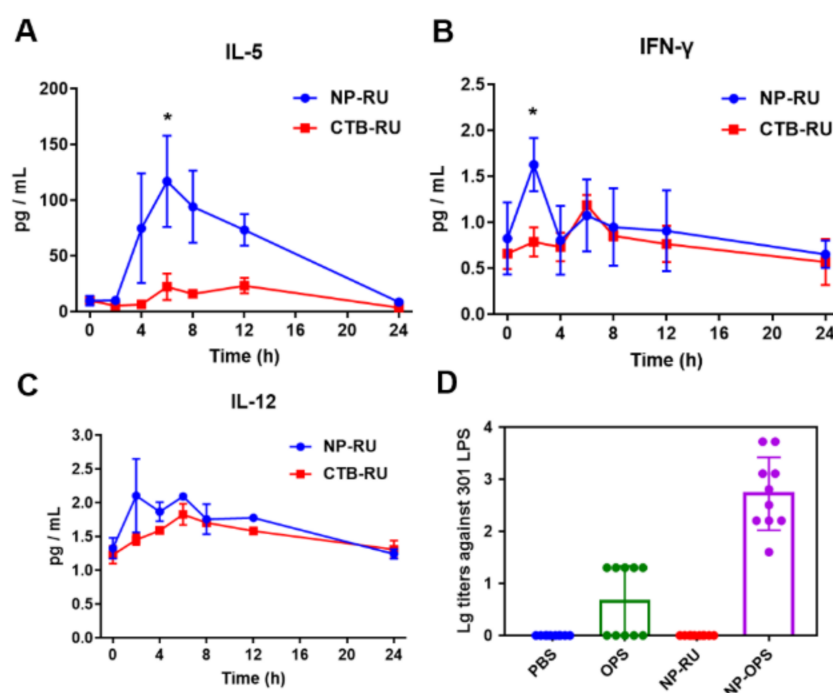 A
IL-5
pg / mL
200
150
100
50
0
*
NP-RU
CTB-RU
0 4 8 12 16 20 24
Time (h)
B
IFN-γ
pg / mL
2.5
2.0
1.5
1.0
0.5
0.0
*
NP-RU
CTB-RU
0 4 8 12 16 20 24
Time (h)
C
IL-12
pg / mL
3.0
2.5
2.0
1.5
1.0
0.5
0.0
NP-RU
CTB-RU
0 4 8 12 16 20 24
Time (h)
D
Lg titers against 301 LPS
4
3
2
1
0
PBS
OPS
NP-RU
NP-OPS